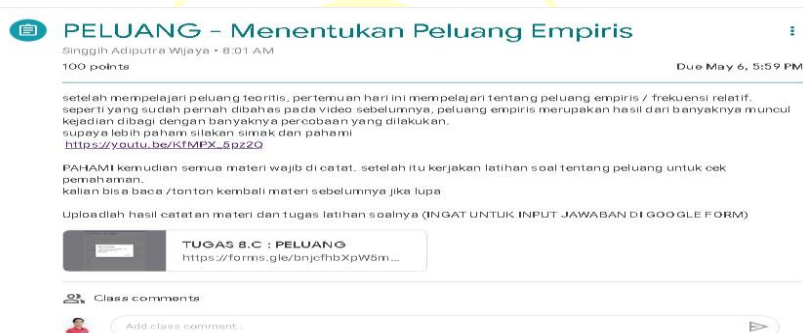 PELUANG - Menentukan Peluang Empiris
Singgih Adiputra Wijaya • 8:01 AM
100 points
Due May 6, 5:59 PM
setelah mempelajari peluang teoritis, pertemuan hari ini mempelajari tentang peluang empiris / frekuensi relatif.
seperti yang sudah pernah dibahas pada video sebelumnya, peluang empiris merupakan hasil dari banyaknya muncul
kejadian dibagi dengan banyaknya percobaan yang dilakukan.
supaya lebih paham silakan simak dan pahami
https://youtu.be/KfMPX_5pz2Q
PAHAMI kemudian semua materi wajib di catat. setelah itu kerjakan latihan soal tentang peluang untuk cek
pemahaman.
kalian bisa baca /tonton kembali materi sebelumnya jika lupa
Uploadlah hasil catatan materi dan tugas latihan soalnya (INGAT UNTUK INPUT JAWABAN DI GOOGLE FORM)
TUGAS 8.C : PELUANG
https://forms.gle/bnjcfhbXpW5m...
Class comments
Add class comment..